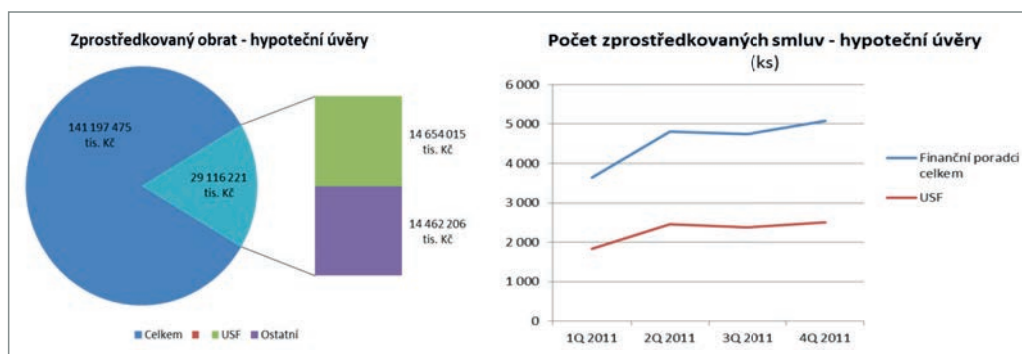 Zprostředkovaný obrat - hypoteční úvěry
141 197 475
tis. Kč
29 116 221
tis. Kč
14 654 015
tis. Kč
14 462 206
tis. Kč
Celkem
USF
Ostatní
Počet zprostředkovaných smluv - hypoteční úvěry
(ks)
6 000
5 000
4 000
3 000
2 000
1 000
0
1Q 2011
2Q 2011
3Q 2011
4Q 2011
Finanční poradci
celkem
USF